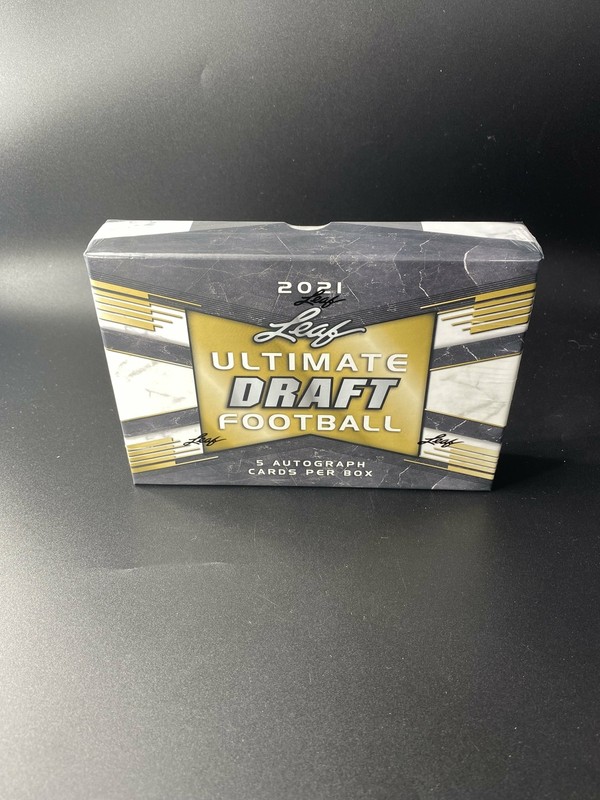 2021
Leaf
Leaf
ULTIMATE
DRAFT
FOOTBALL
Leaf
Leaf
5 AUTOGRAPH
CARDS PER BOX